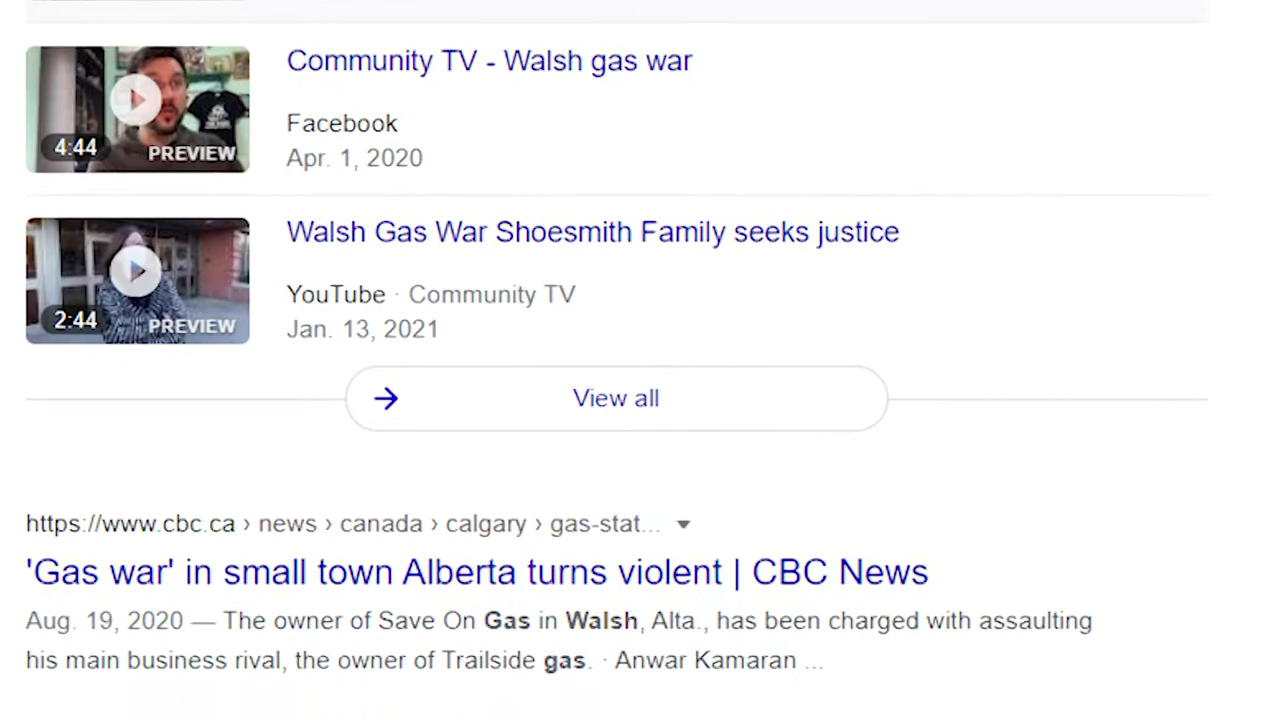 Community TV - Walsh gas war
Facebook
Apr. 1, 2020
4:44
PREVIEW
Walsh Gas War Shoesmith Family seeks justice
YouTube · Community TV
Jan. 13, 2021
2:44
PREVIEW
View all
https://www.cbc.ca › news › canada › calgary › gas-stat...
'Gas war' in small town Alberta turns violent | CBC News
Aug. 19, 2020 — The owner of Save On Gas in Walsh, Alta., has been charged with assaulting
his main business rival, the owner of Trailside gas. · Anwar Kamaran ...